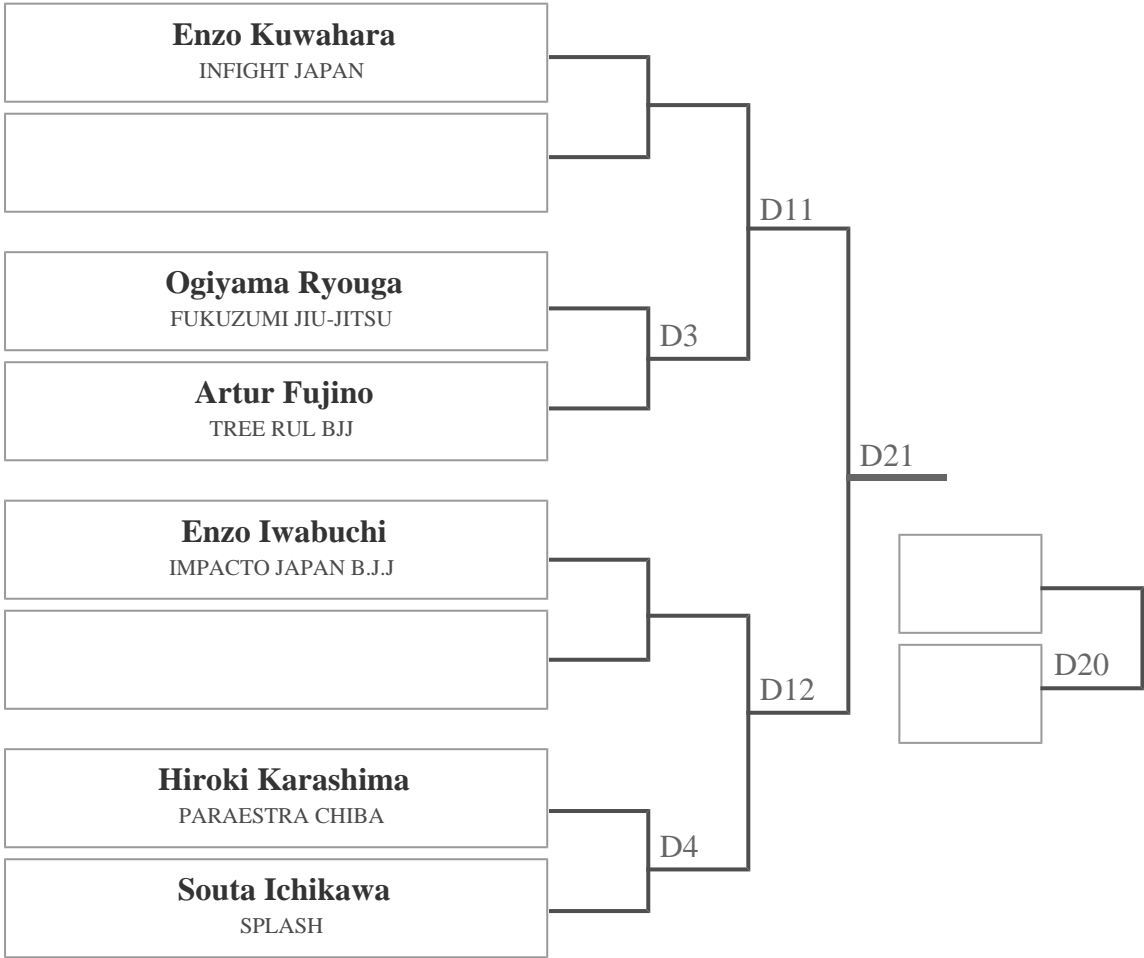 Enzo Kuwahara
INFIGHT JAPAN
D11
Ogiyama Ryouga
FUKUZUMI JIU-JITSU
D3
Artur Fujino
TREE RUL BJJ
D21
Enzo Iwabuchi
IMPACTO JAPAN B.J.J
D20
D12
Hiroki Karashima
PARAESTRA CHIBA
D4
Souta Ichikawa
SPLASH